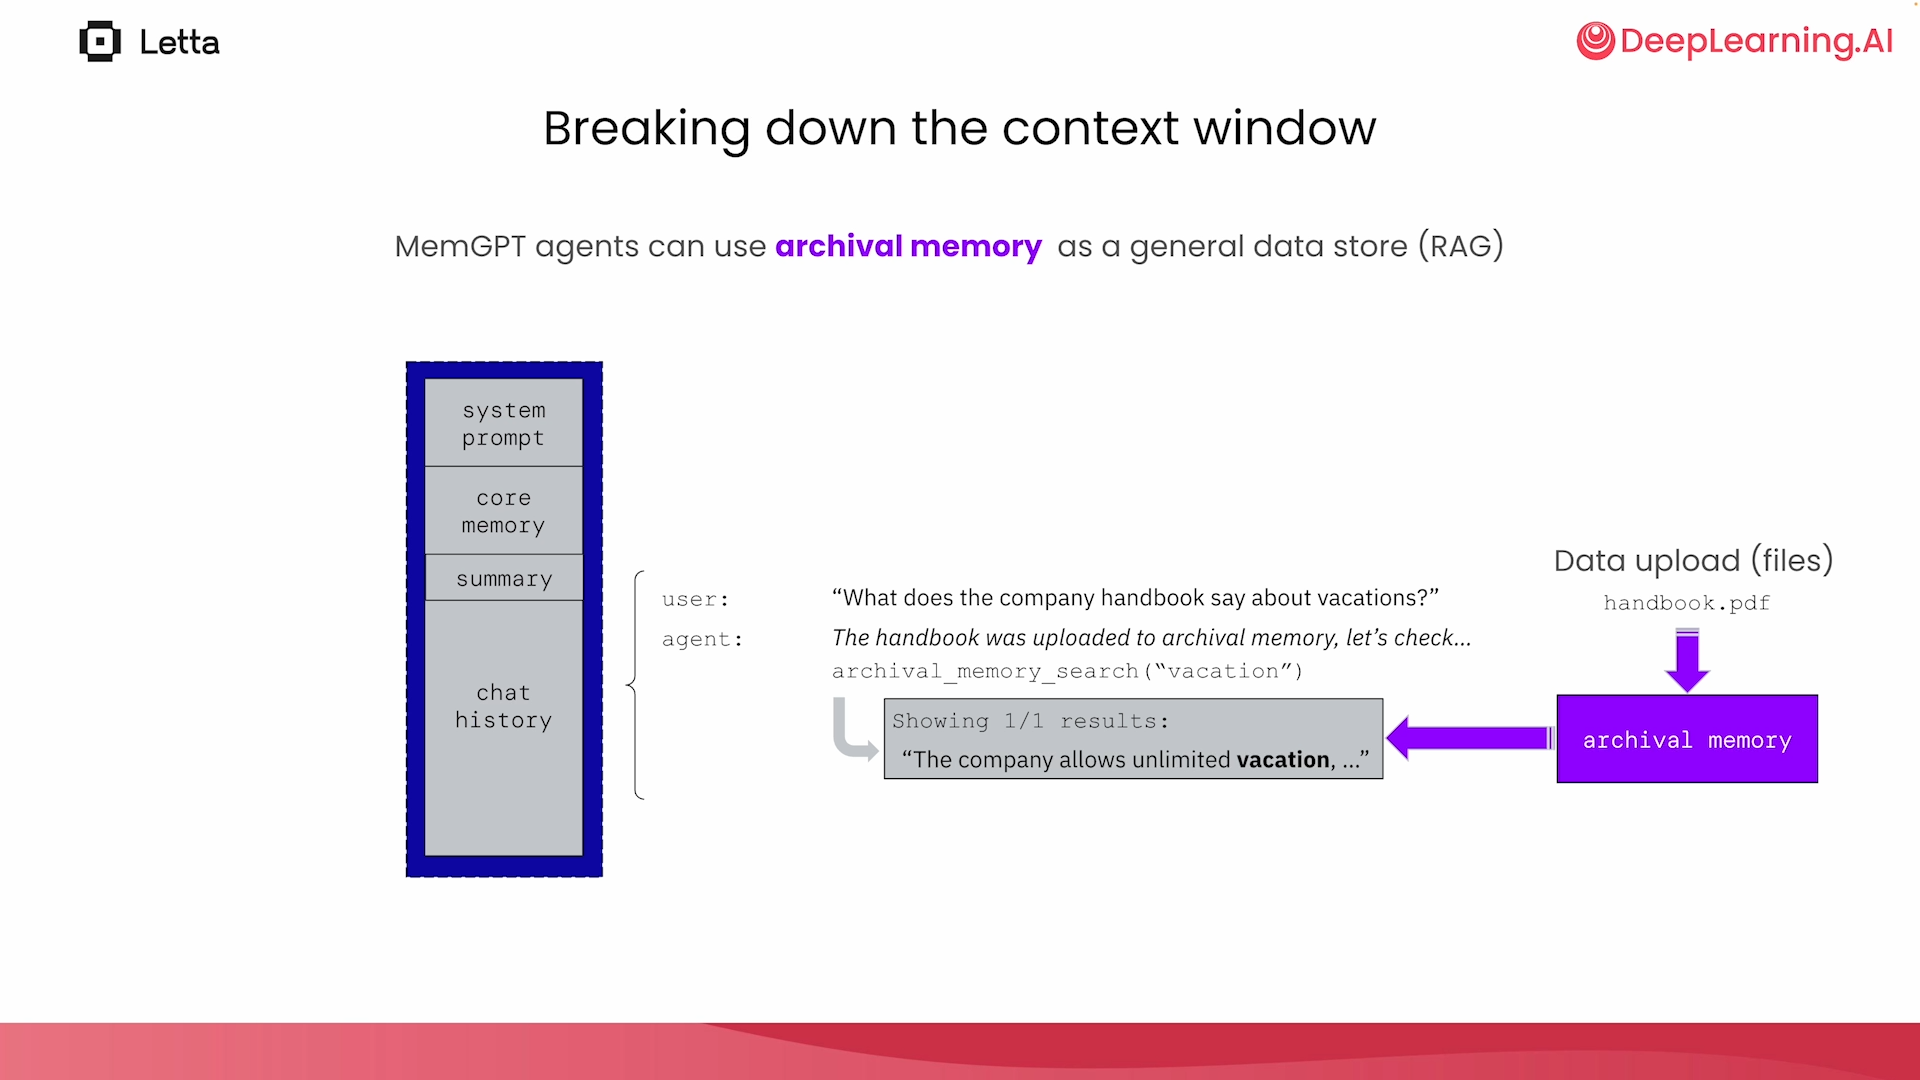 Letta
DeepLearning.AI
Breaking down the context window
MemGPT agents can use archival memory as a general data store (RAG)
system
prompt
core
memory
summary
chat
history
user: “What does the company handbook say about vacations?”
agent: The handbook was uploaded to archival memory, let’s check...
archival_memory_search(“vacation”)
Showing 1/1 results:
“The company allows unlimited vacation, ...”
Data upload (files)
handbook.pdf
archival memory